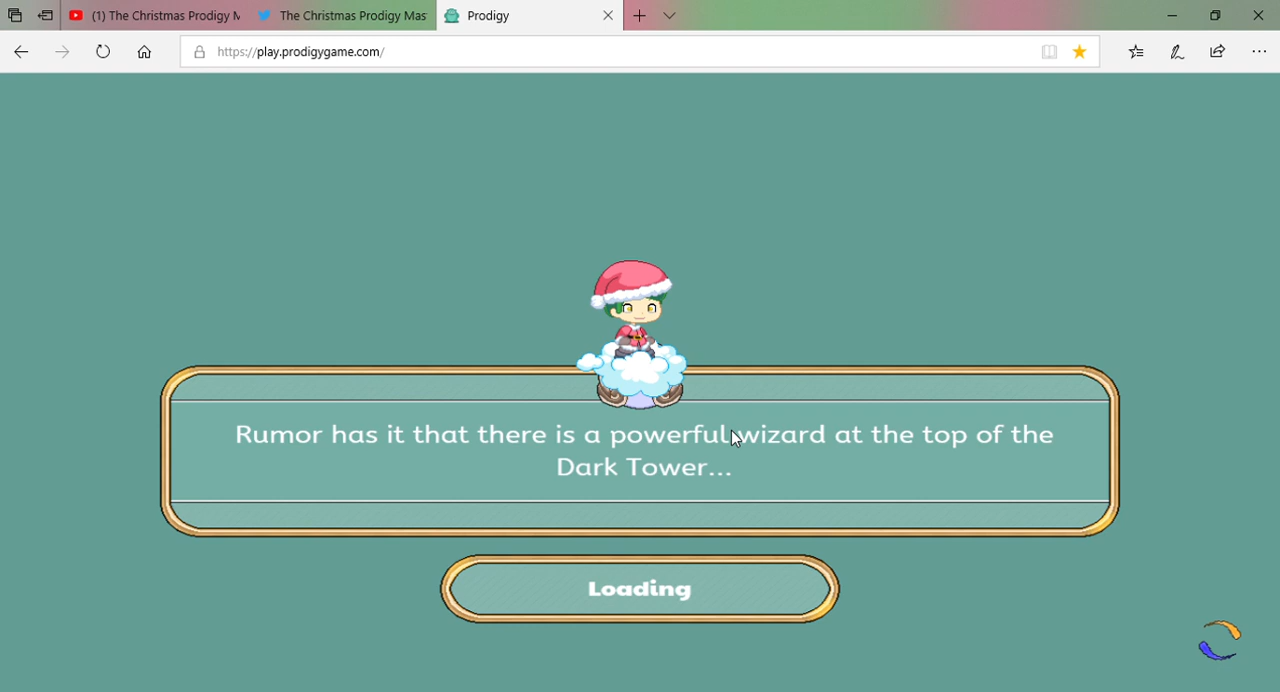 (1) The Christmas Prodigy M
The Christmas Prodigy Mas
Prodigy
https://play.prodigygame.com/
Rumor has it that there is a powerful wizard at the top of the
Dark Tower...
Loading